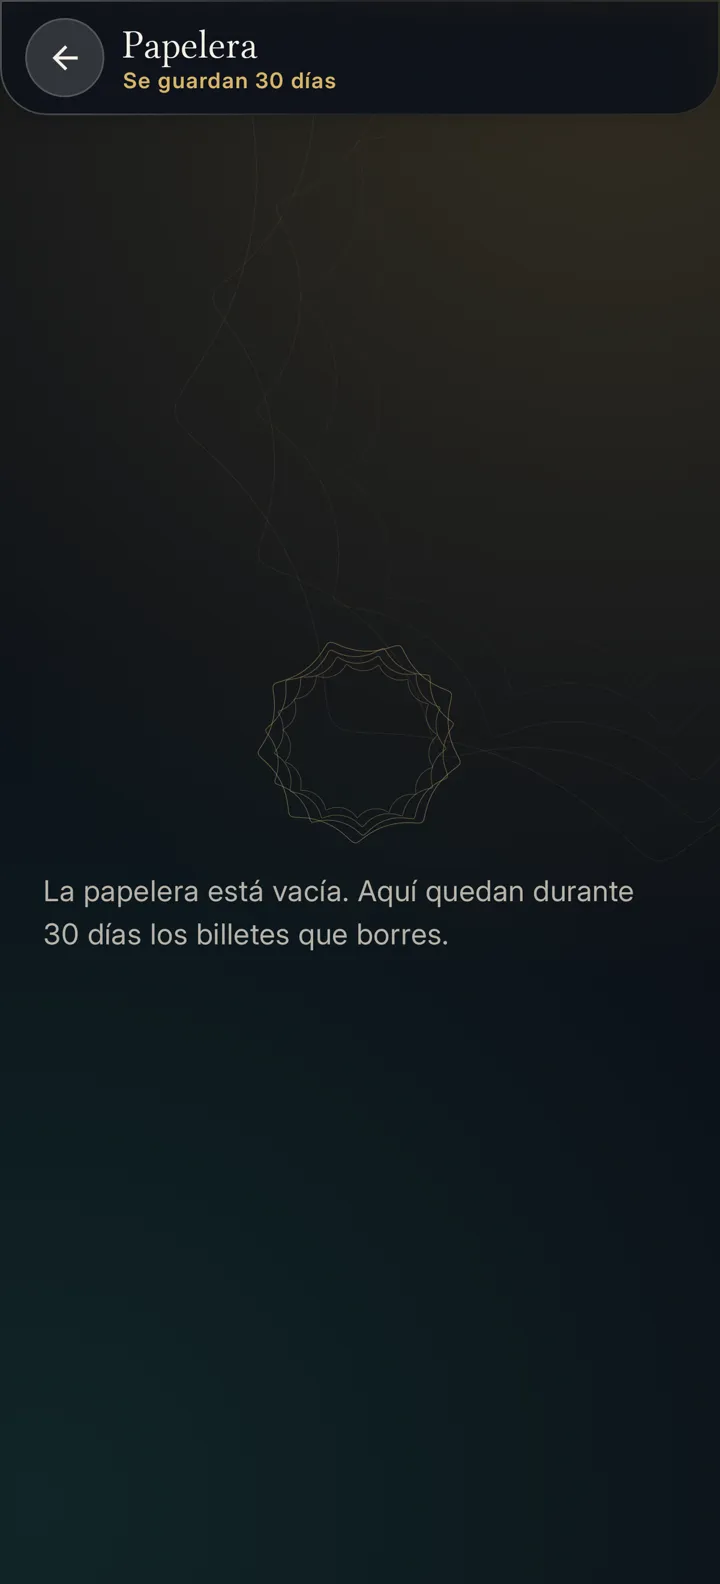 Papelera
Se guardan 30 días
La papelera está vacía. Aquí quedan durante
30 días los billetes que borres.